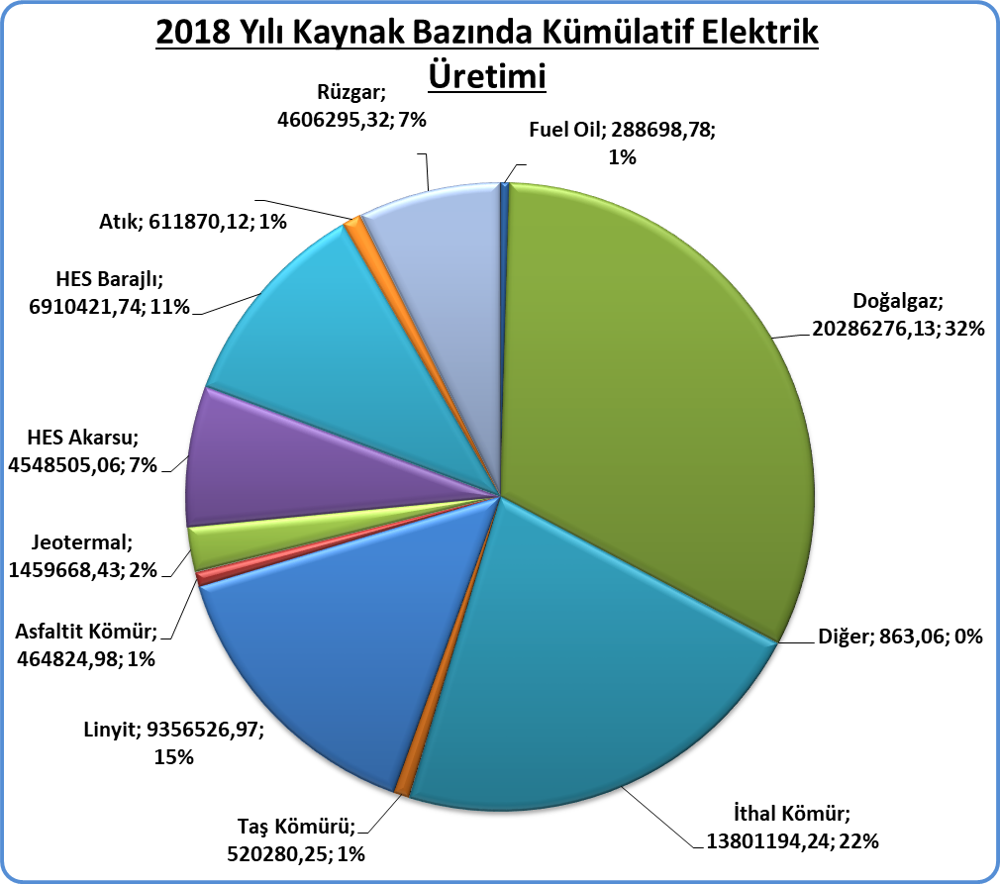 2018 Yılı Kaynak Bazında Kümülatif Elektrik
Üretimi
Rüzgar;
4606295,32; 7%
Fuel Oil; 288698,78;
1%
Atık; 611870,12; 1%
HES Barajlı;
6910421,74; 11%
Doğalgaz;
20286276,13; 32%
HES Akarsu;
4548505,06; 7%
Jeotermal;
1459668,43; 2%
Asfaltit Kömür;
464824,98; 1%
Diğer; 863,06; 0%
Linyit; 9356526,97;
15%
Taş Kömürü;
520280,25; 1%
İthal Kömür;
13801194,24; 22%